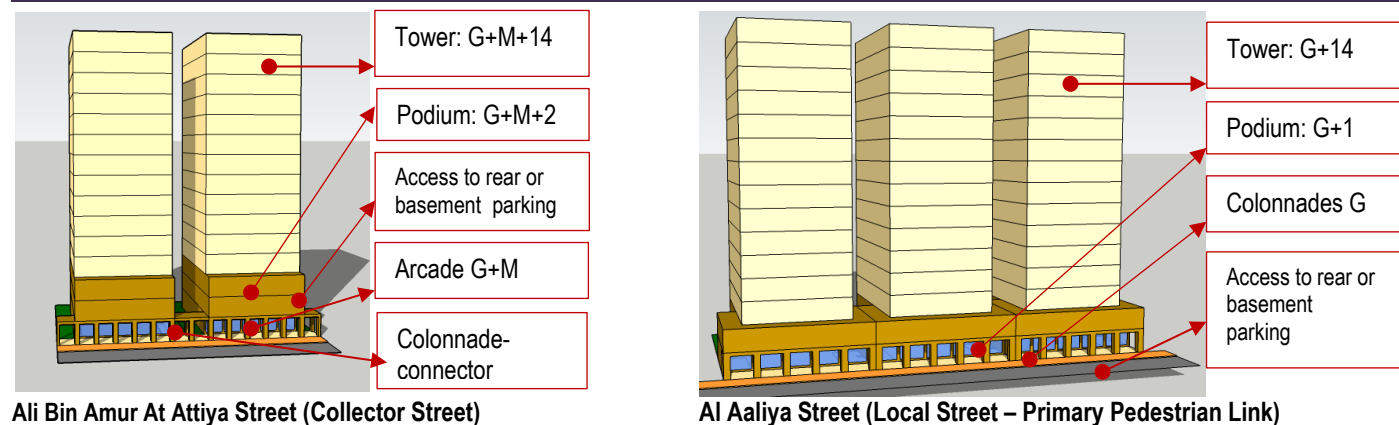 Tower: G+M+14
Podium: G+M+2
Access to rear or
basement parking
Arcade G+M
Colonnade-
connector
Ali Bin Amur At Attiya Street (Collector Street)
Tower: G+14
Podium: G+1
Colonnades G
Access to rear or
basement
parking
Al Aaliya Street (Local Street – Primary Pedestrian Link)